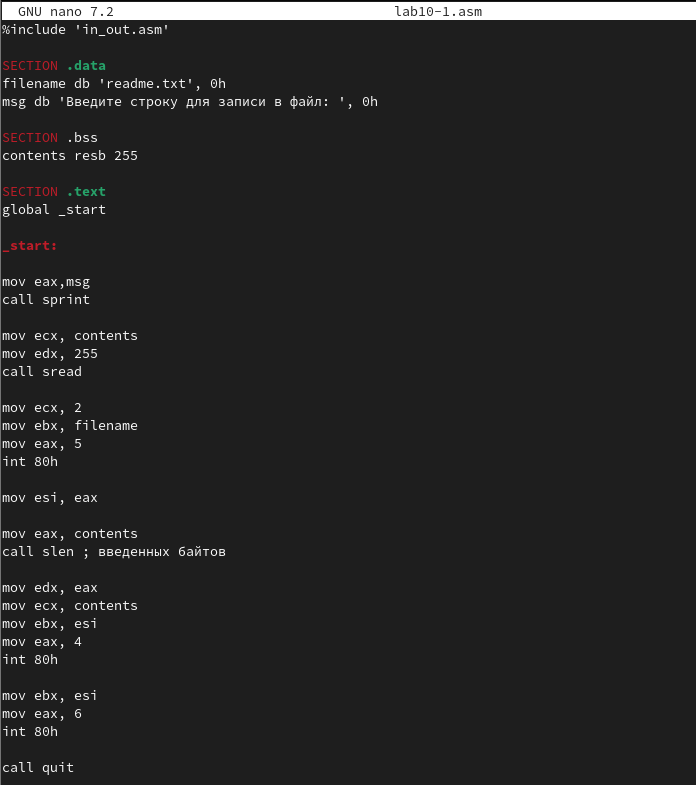 GNU nano 7.2 lab10-1.asm
%include 'in_out.asm'
SECTION .data
filename db 'readme.txt', 0h
msg db 'Введите строку для записи в файл: ', 0h
SECTION .bss
contents resb 255
SECTION .text
global _start
_start:
mov eax,msg
call sprint
mov ecx, contents
mov edx, 255
call sread
mov ecx, 2
mov ebx, filename
mov eax, 5
int 80h
mov esi, eax
mov eax, contents
call slen ; введенных байтов
mov edx, eax
mov ecx, contents
mov ebx, esi
mov eax, 4
int 80h
mov ebx, esi
mov eax, 6
int 80h
call quit